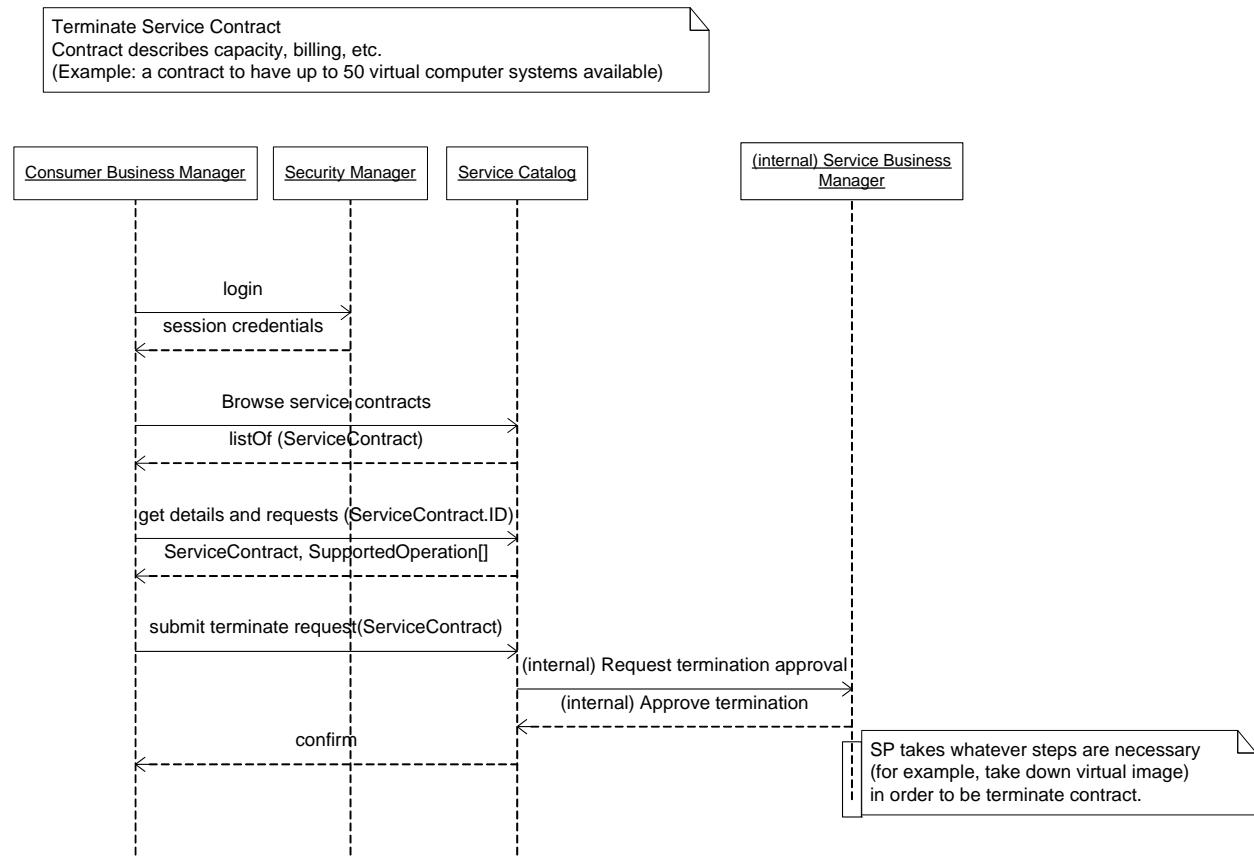 Terminate Service Contract
Contract describes capacity, billing, etc.
(Example: a contract to have up to 50 virtual computer systems available)
Consumer Business Manager
Security Manager
Service Catalog
(internal) Service Business
Manager
login
session credentials
Browse service contracts
listOf (ServiceContract)
get details and requests (ServiceContract.ID)
ServiceContract, SupportedOperation[]
submit terminate request(ServiceContract)
(internal) Request termination approval
(internal) Approve termination
confirm
SP takes whatever steps are necessary
(for example, take down virtual image)
in order to be terminate contract.